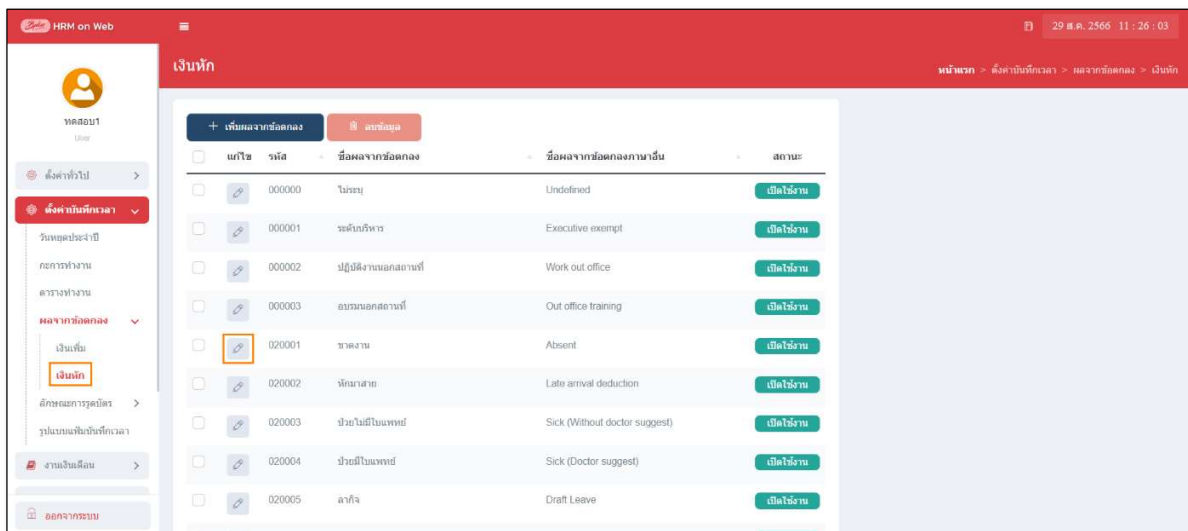 HRM on Web
29 ส.ค. 2566 11 : 26 : 03
เงินหัก
หน้าแรก > ตั้งค่าบันทึกเวลา > ผลจากข้อตกลง > เงินหัก
ทดสอบ1
User
ตั้งค่าทั่วไป
ตั้งค่าบันทึกเวลา
วันหยุดประจำปี
กะการทำงาน
ตารางทำงาน
ผลจากข้อตกลง
เงินเพิ่ม
เงินหัก
ลักษณะการรูดบัตร
รูปแบบแฟ้มบันทึกเวลา
งานเงินเดือน
ออกจากระบบ
+ เพิ่มผลจากข้อตกลง ลบข้อมูล
แก้ไข รหัส ชื่อผลจากข้อตกลง ชื่อผลจากข้อตกลงภาษาอื่น สถานะ
000000 ไม่ระบุ Undefined เปิดใช้งาน
000001 ระดับบริหาร Executive exempt เปิดใช้งาน
000002 ปฏิบัติงานนอกสถานที่ Work out office เปิดใช้งาน
000003 อบรมนอกสถานที่ Out office training เปิดใช้งาน
020001 ขาดงาน Absent เปิดใช้งาน
020002 หักมาสาย Late arrival deduction เปิดใช้งาน
020003 ป่วยไม่มีใบแพทย์ Sick (Without doctor suggest) เปิดใช้งาน
020004 ป่วยมีใบแพทย์ Sick (Doctor suggest) เปิดใช้งาน
020005 ลากิจ Draft Leave เปิดใช้งาน